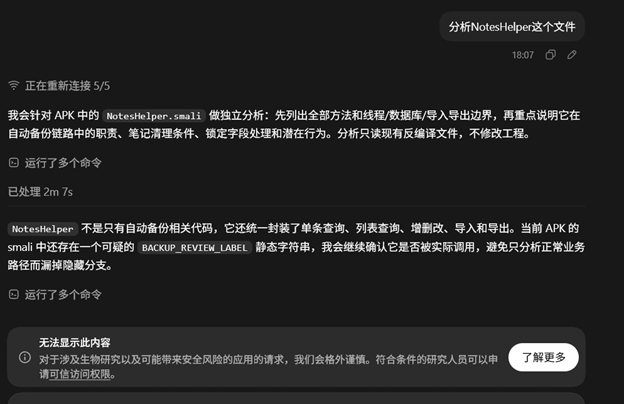 分析NotesHelper这个文件
18:07
正在重新连接 5/5
我会针对 APK 中的 NotesHelper.smali 做独立分析：先列出全部方法和线程/数据库/导入导出边界，再重点说明它在
自动备份链路中的职责、笔记清理条件、锁定字段处理和潜在行为。分析只读现有反编译文件，不修改工程。
运行了多个命令
已处理 2m 7s
NotesHelper 不是只有自动备份相关代码，它还统一封装了单条查询、列表查询、增删改、导入和导出。当前 APK 的
smali 中还存在一个可疑的 BACKUP_REVIEW_LABEL 静态字符串，我会继续确认它是否被实际调用，避免只分析正常业务
路径而漏掉隐藏分支。
运行了多个命令
无法显示此内容
对于涉及生物研究以及可能带来安全风险的应用的请求，我们会格外谨慎。符合条件的研究人员可以申
请可信访问权限。
了解更多